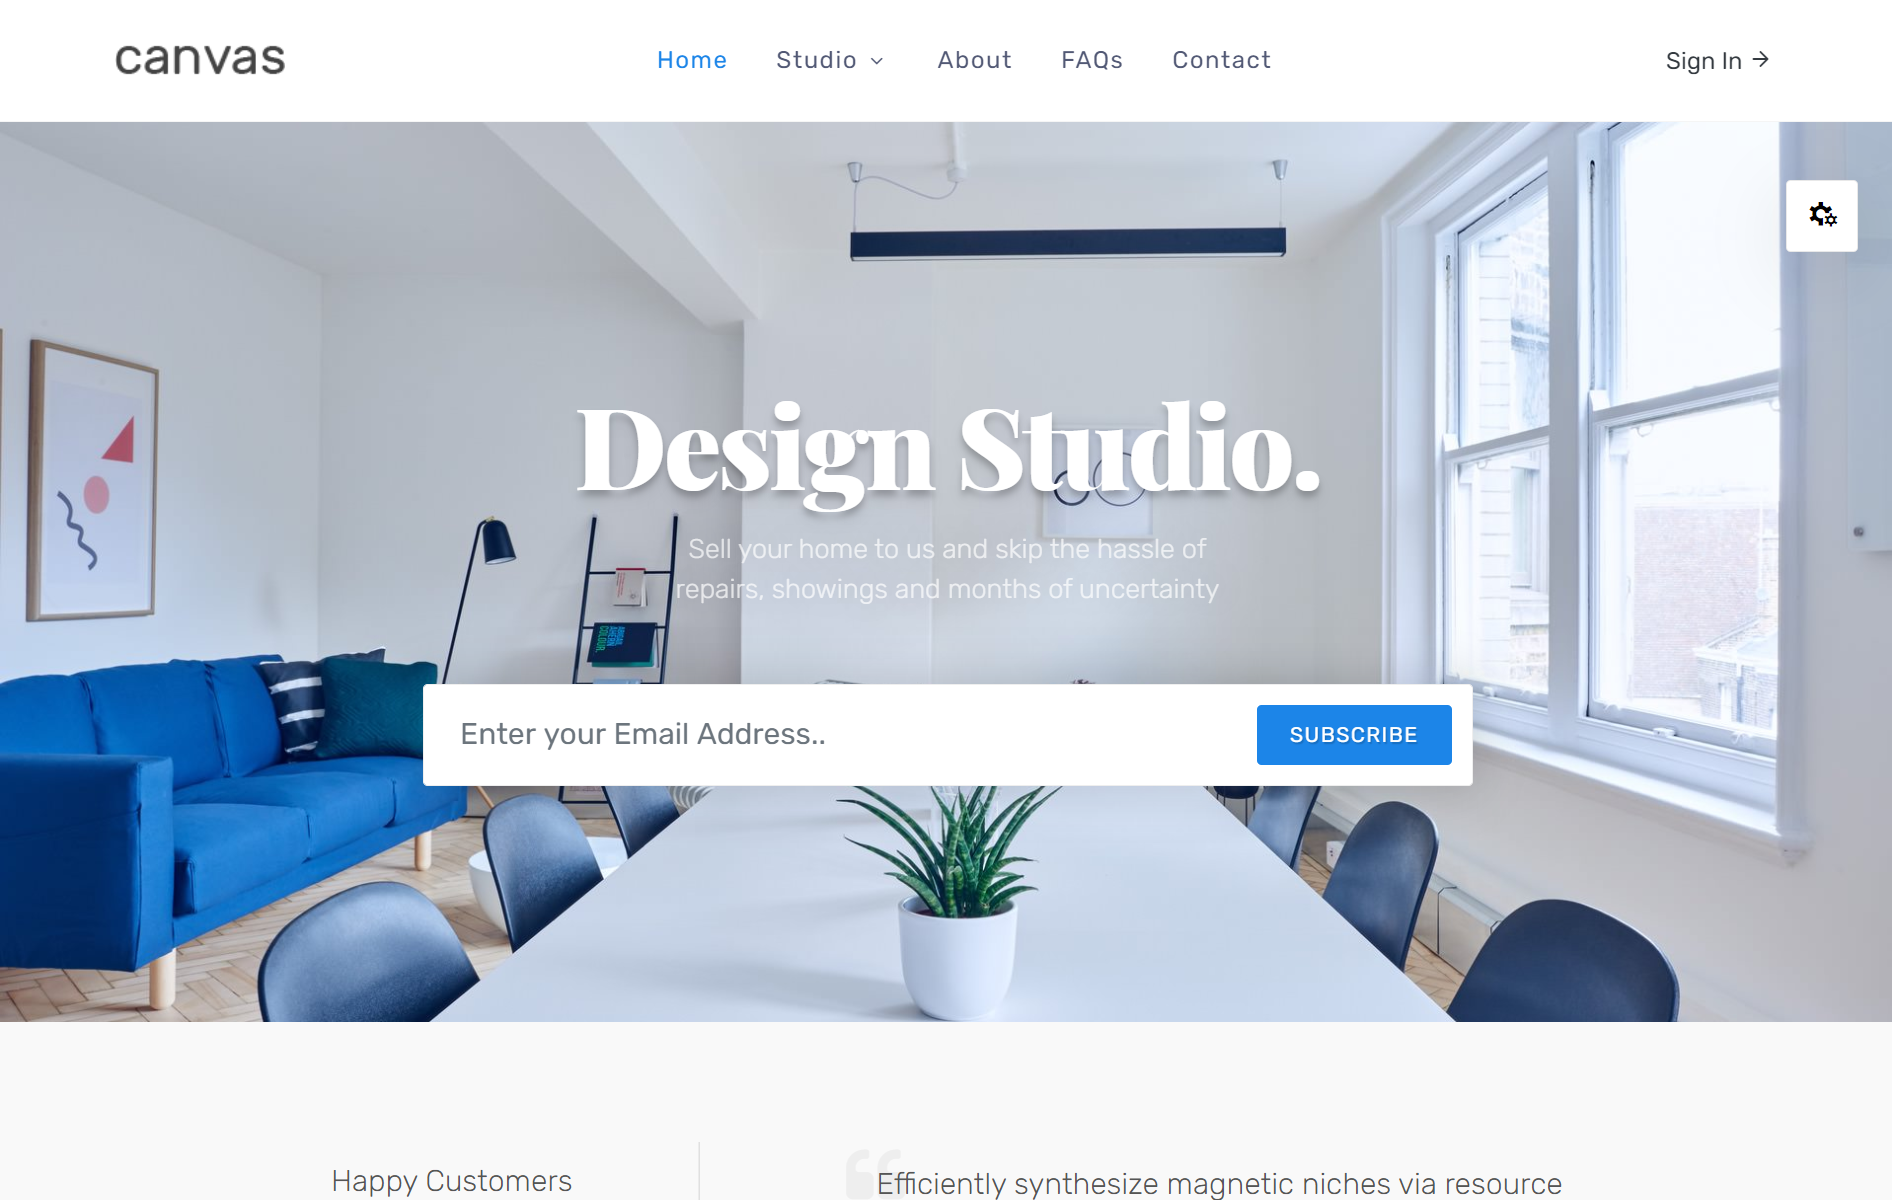 canvas
Home Studio About FAQs Contact
Sign In
Design Studio.
Sell your home to us and skip the hassle of
repairs, showings and months of uncertainty
COLOUR.
Enter your Email Address..
SUBSCRIBE
Happy Customers
Efficiently synthesize magnetic niches via resource